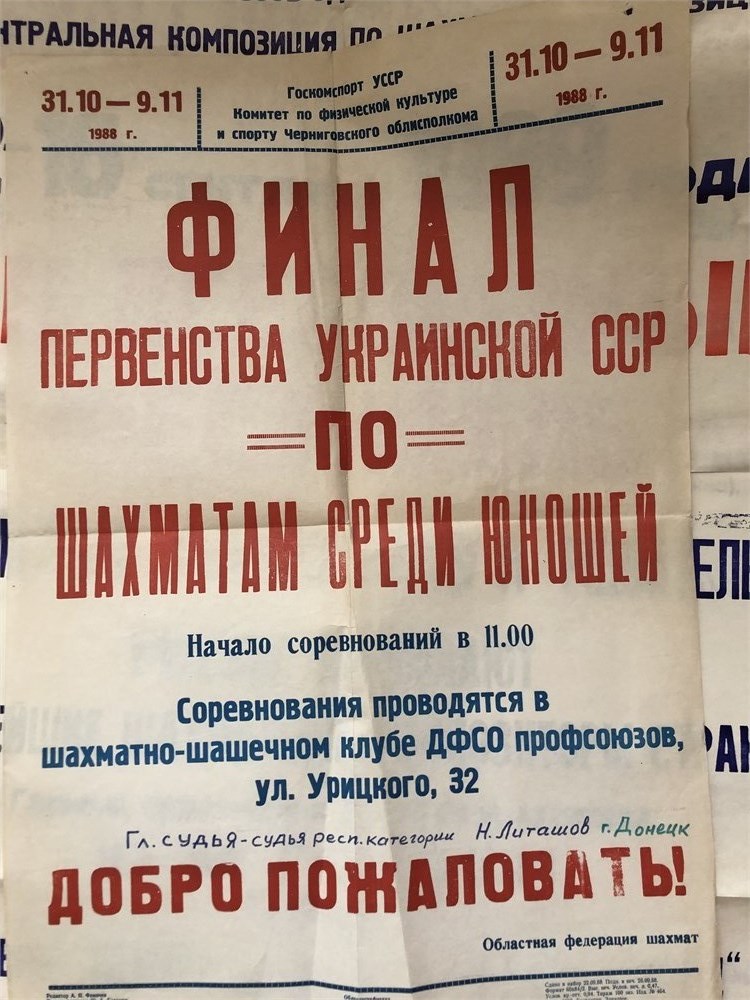 НТРАЛЬНАЯ КОМПОЗИЦИЯ ПО
31.10 — 9.11
1988 г.
Госкомспорт УССР
Комитет по физической культуре
и спорту Черниговского облисполкома
31.10 — 9.11
1988 г.
ФИНАЛ
ПЕРВЕНСТВА УКРАИНСКОЙ ССР
ПО
ШАХМАТАМ СРЕДИ ЮНОШЕЙ
Начало соревнований в 11.00
Соревнования проводятся в
шахматно-шашечном клубе ДФСО профсоюзов,
ул. Урицкого, 32
Гл. судья-судья респ. категории Н. Литашов г. Донецк
ДОБРО ПОЖАЛОВАТЬ!
Областная федерация шахмат